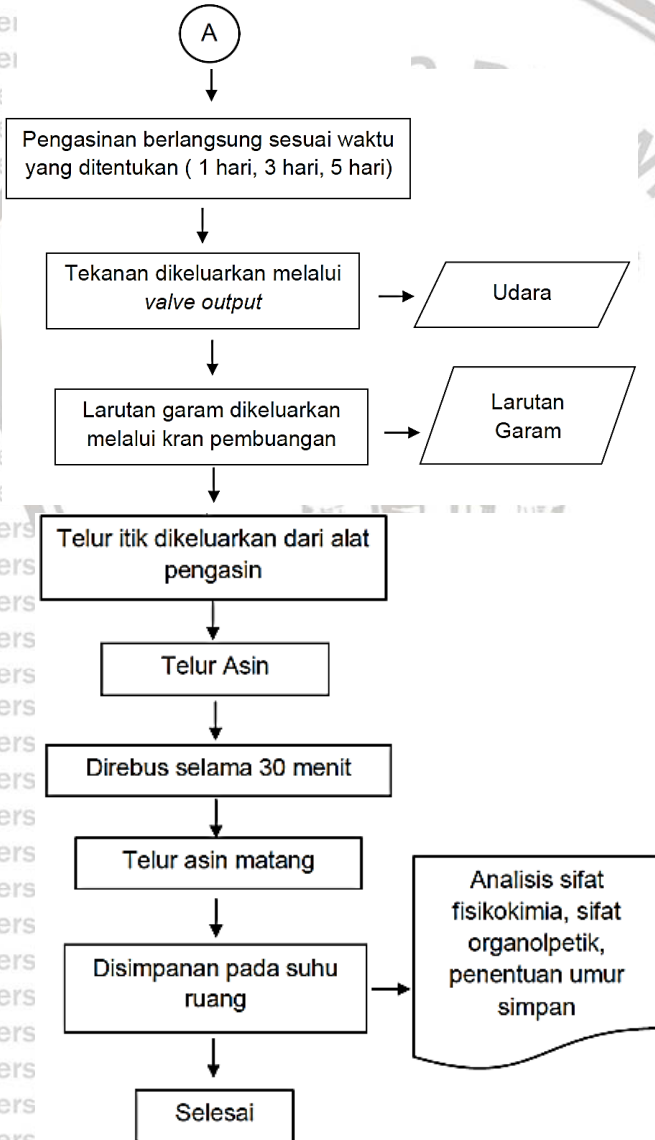 A
Pengasinan berlangsung sesuai waktu
yang ditentukan ( 1 hari, 3 hari, 5 hari)
Tekanan dikeluarkan melalui
valve output
Udara
Larutan garam dikeluarkan
melalui kran pembuangan
Larutan
Garam
Telur itik dikeluarkan dari alat
pengasin
Telur Asin
Direbus selama 30 menit
Telur asin matang
Disimpanan pada suhu
ruang
Analisis sifat
fisikokimia, sifat
organolpetik,
penentuan umur
simpan
Selesai